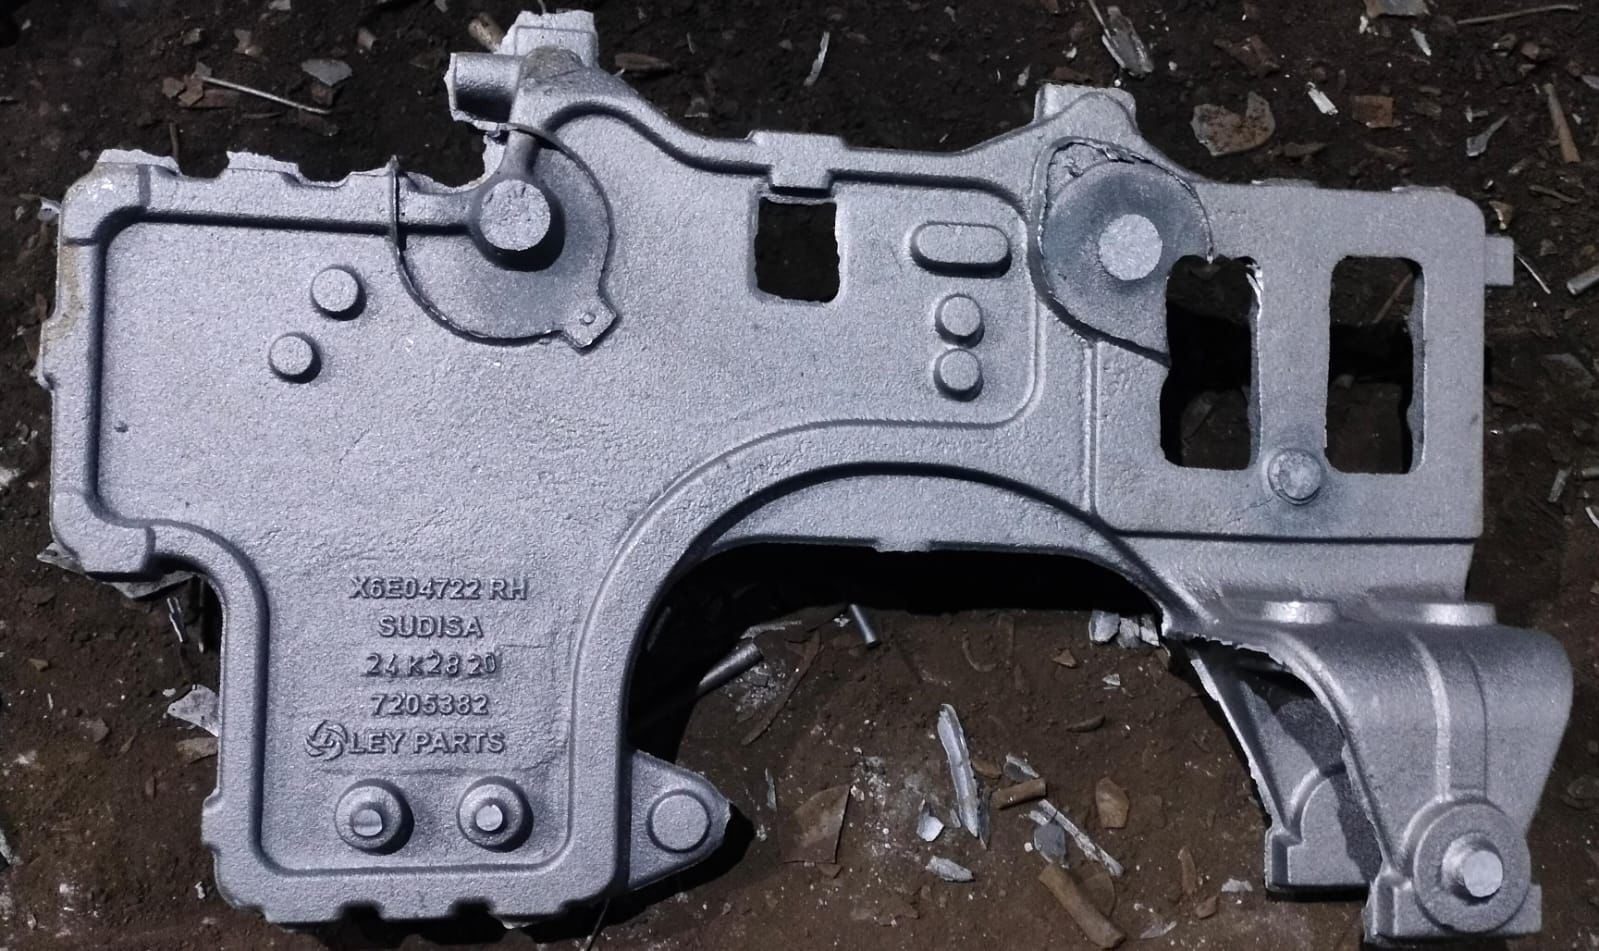 X6E04722 RH
SUDISA
24 K 28 20
7205382
LEY PARTS